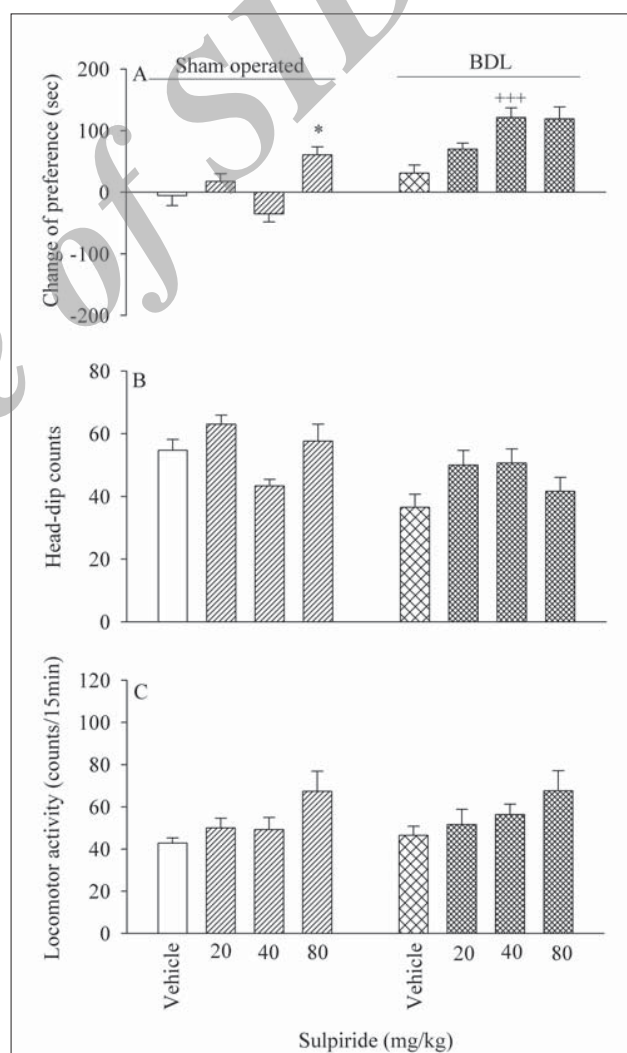 of SID
A
Sham operated
BDL
Change of preference (sec)
200
100
0
-100
-200
*
+++
B
Head-dip counts
80
60
40
20
0
C
Locomotor activity (counts/15min)
120
100
80
60
40
20
0
Vehicle 20 40 80 Vehicle 20 40 80
Sulpiride (mg/kg)